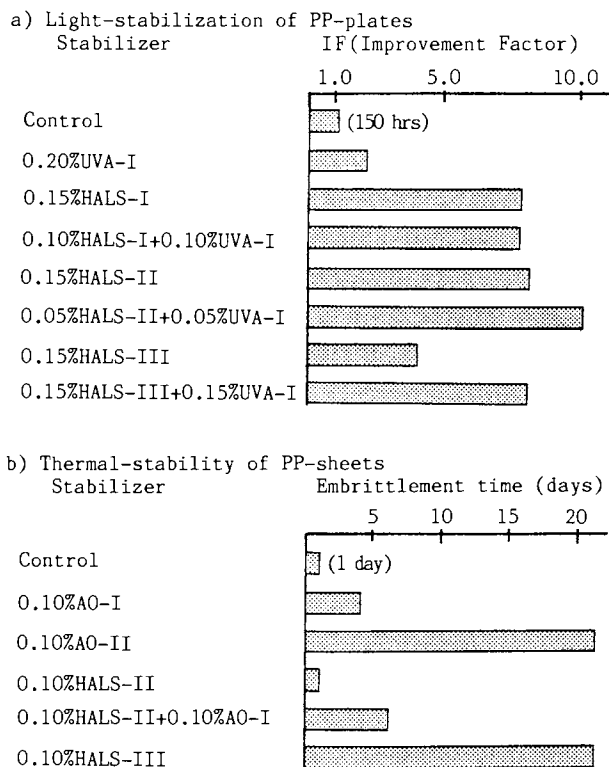 a) Light-stabilization of PP-plates
Stabilizer IF(Improvement Factor)
1.0 5.0 10.0
Control (150 hrs)
0.20%UVA-I
0.15%HALS-I
0.10%HALS-I+0.10%UVA-I
0.15%HALS-II
0.05%HALS-II+0.05%UVA-I
0.15%HALS-III
0.15%HALS-III+0.15%UVA-I
b) Thermal-stability of PP-sheets
Stabilizer Embrittlement time (days)
5 10 15 20
Control (1 day)
0.10%AO-I
0.10%AO-II
0.10%HALS-II
0.10%HALS-II+0.10%AO-I
0.10%HALS-III